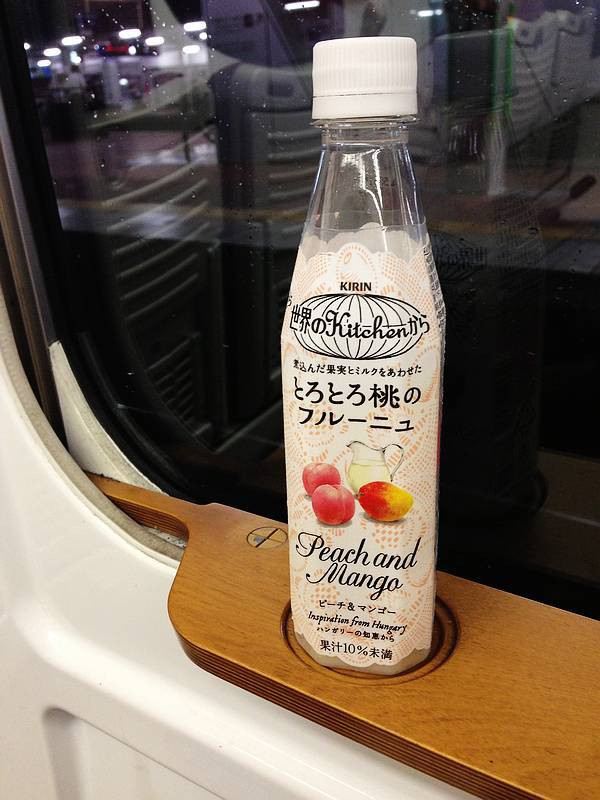 KIRIN
世界のKitchenから
煮込んだ果実とミルクをあわせた
とろとろ桃の
フルーニュ
Peach and
Mango
ピーチ&マンゴー
Inspiration from Hungary
ハンガリーの知恵から
果汁10%未満